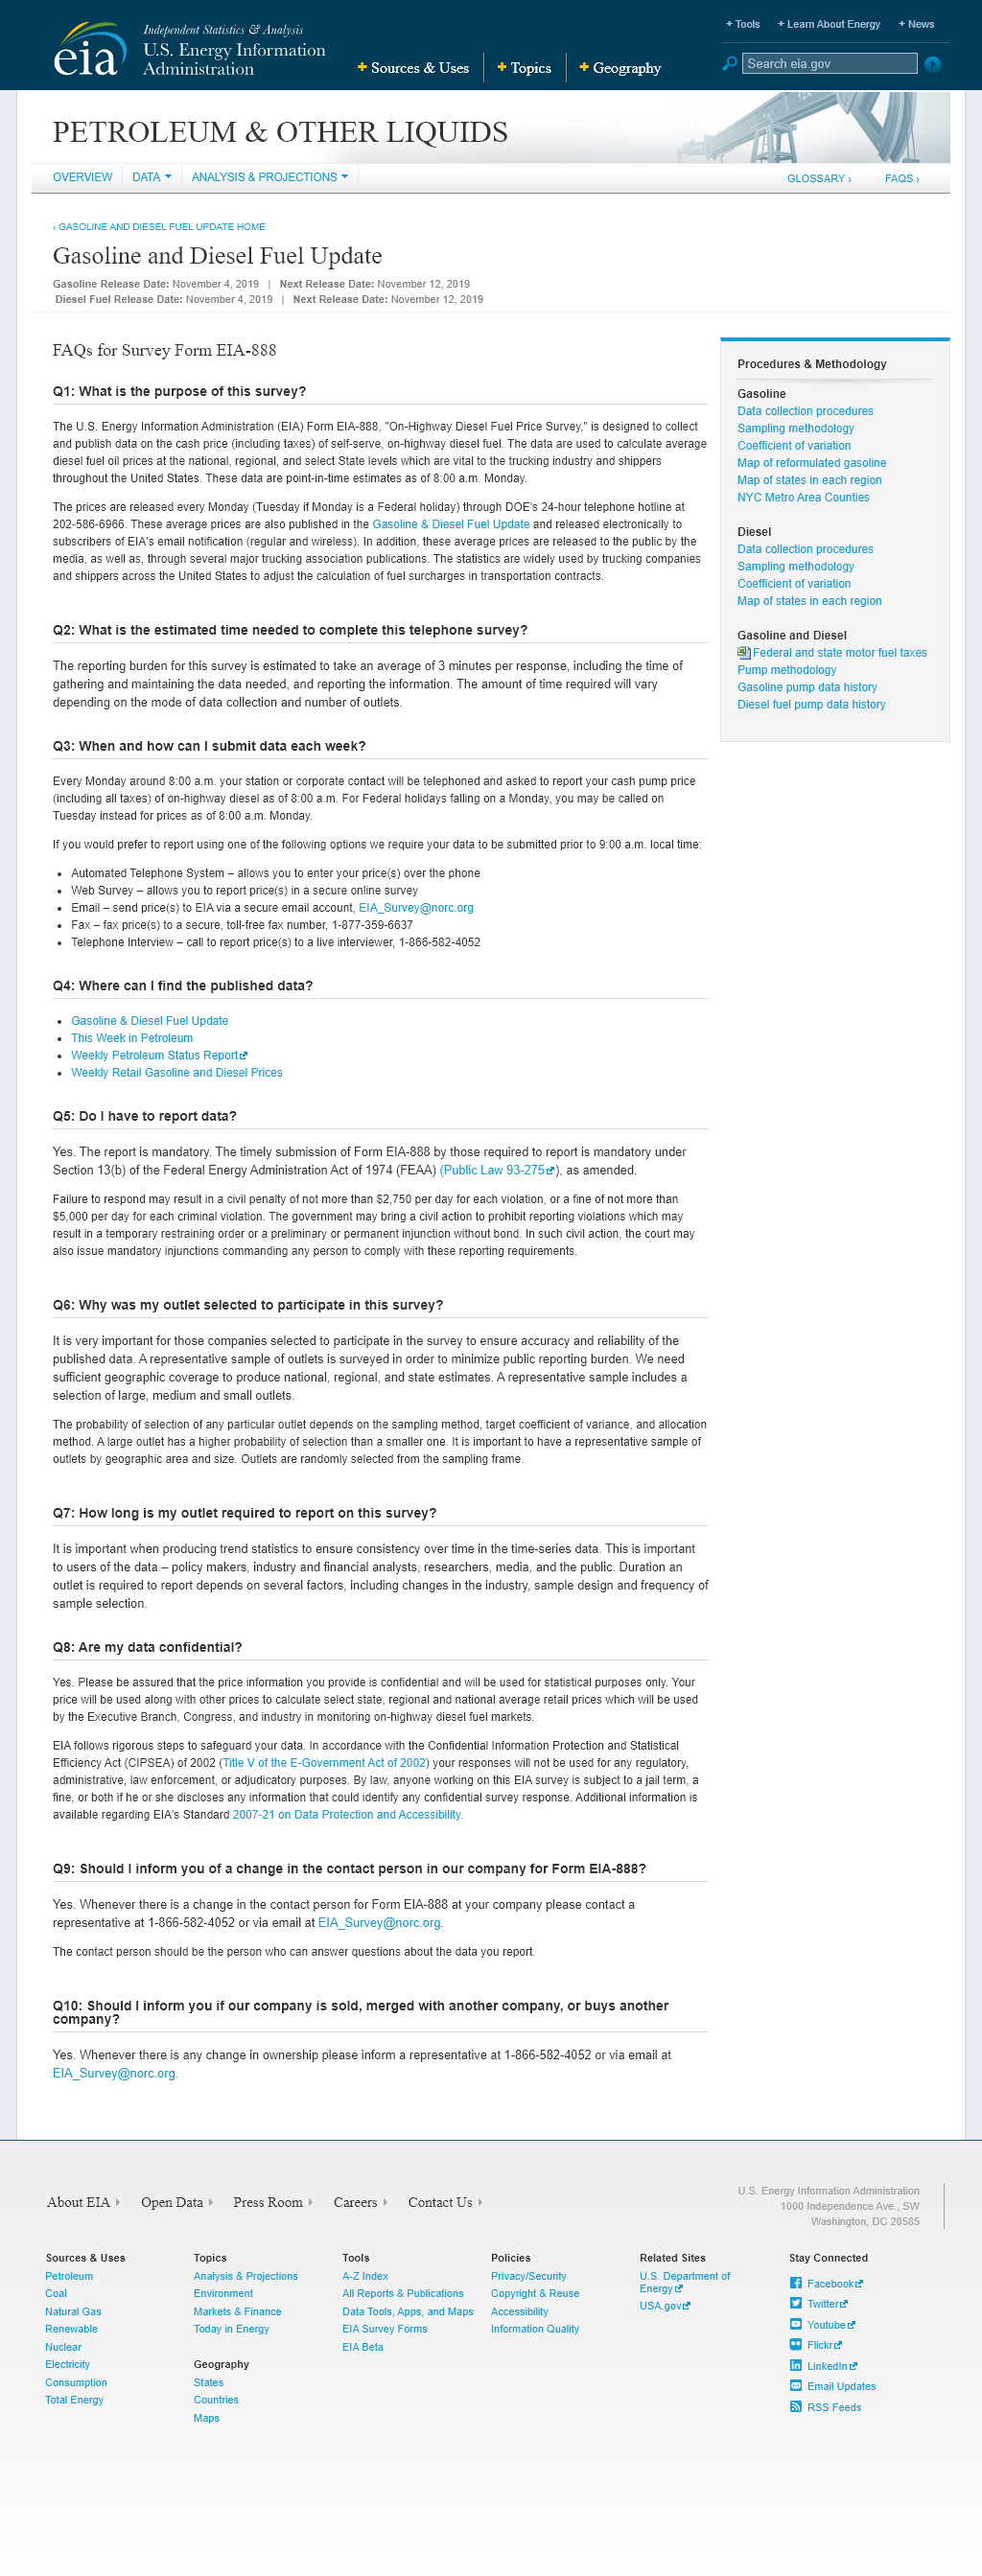 Independent Statistics & Analysis
eia
U.S. Energy Information
Administration
+ Tools
+ Learn About Energy
+ News
+ Sources & Uses
+ Topics
+ Geography
Search eia.gov
PETROLEUM & OTHER LIQUIDS
OVERVIEW
DATA
ANALYSIS & PROJECTIONS
GLOSSARY ›
FAQS ›
‹ GASOLINE AND DIESEL FUEL UPDATE HOME
Gasoline and Diesel Fuel Update
Gasoline Release Date: November 4, 2019 | Next Release Date: November 12, 2019
Diesel Fuel Release Date: November 4, 2019 | Next Release Date: November 12, 2019
FAQs for Survey Form EIA-888
Q1: What is the purpose of this survey?
The U.S. Energy Information Administration (EIA) Form EIA-888, "On-Highway Diesel Fuel Price Survey," is designed to collect
and publish data on the cash price (including taxes) of self-serve, on-highway diesel fuel. The data are used to calculate average
diesel fuel oil prices at the national, regional, and select State levels which are vital to the trucking industry and shippers
throughout the United States. These data are point-in-time estimates as of 8:00 a.m. Monday.
The prices are released every Monday (Tuesday if Monday is a Federal holiday) through DOE's 24-hour telephone hotline at
202-586-6966. These average prices are also published in the Gasoline & Diesel Fuel Update and released electronically to
subscribers of EIA's email notification (regular and wireless). In addition, these average prices are released to the public by the
media, as well as, through several major trucking association publications. The statistics are widely used by trucking companies
and shippers across the United States to adjust the calculation of fuel surcharges in transportation contracts.
Q2: What is the estimated time needed to complete this telephone survey?
The reporting burden for this survey is estimated to take an average of 3 minutes per response, including the time of
gathering and maintaining the data needed, and reporting the information. The amount of time required will vary
depending on the mode of data collection and number of outlets.
Q3: When and how can I submit data each week?
Every Monday around 8:00 a.m. your station or corporate contact will be telephoned and asked to report your cash pump price
(including all taxes) of on-highway diesel as of 8:00 a.m. For Federal holidays falling on a Monday, you may be called on
Tuesday instead for prices as of 8:00 a.m. Monday.
If you would prefer to report using one of the following options we require your data to be submitted prior to 9:00 a.m. local time:
• Automated Telephone System – allows you to enter your price(s) over the phone
• Web Survey – allows you to report price(s) in a secure online survey
• Email – send price(s) to EIA via a secure email account, EIA_Survey@norc.org
• Fax – fax price(s) to a secure, toll-free fax number, 1-877-359-6637
• Telephone Interview – call to report price(s) to a live interviewer, 1-866-582-4052
Q4: Where can I find the published data?
• Gasoline & Diesel Fuel Update
• This Week in Petroleum
• Weekly Petroleum Status Report
• Weekly Retail Gasoline and Diesel Prices
Q5: Do I have to report data?
Yes. The report is mandatory. The timely submission of Form EIA-888 by those required to report is mandatory under
Section 13(b) of the Federal Energy Administration Act of 1974 (FEAA) (Public Law 93-275), as amended.
Failure to respond may result in a civil penalty of not more than $2,750 per day for each violation, or a fine of not more than
$5,000 per day for each criminal violation. The government may bring a civil action to prohibit reporting violations which may
result in a temporary restraining order or a preliminary or permanent injunction without bond. In such civil action, the court may
also issue mandatory injunctions commanding any person to comply with these reporting requirements.
Q6: Why was my outlet selected to participate in this survey?
It is very important for those companies selected to participate in the survey to ensure accuracy and reliability of the
published data. A representative sample of outlets is surveyed in order to minimize public reporting burden. We need
sufficient geographic coverage to produce national, regional, and state estimates. A representative sample includes a
selection of large, medium and small outlets.
The probability of selection of any particular outlet depends on the sampling method, target coefficient of variance, and allocation
method. A large outlet has a higher probability of selection than a smaller one. It is important to have a representative sample of
outlets by geographic area and size. Outlets are randomly selected from the sampling frame.
Q7: How long is my outlet required to report on this survey?
It is important when producing trend statistics to ensure consistency over time in the time-series data. This is important
to users of the data – policy makers, industry and financial analysts, researchers, media, and the public. Duration an
outlet is required to report depends on several factors, including changes in the industry, sample design and frequency of
sample selection.
Q8: Are my data confidential?
Yes. Please be assured that the price information you provide is confidential and will be used for statistical purposes only. Your
price will be used along with other prices to calculate select state, regional and national average retail prices which will be used
by the Executive Branch, Congress, and industry in monitoring on-highway diesel fuel markets.
EIA follows rigorous steps to safeguard your data. In accordance with the Confidential Information Protection and Statistical
Efficiency Act (CIPSEA) of 2002 (Title V of the E-Government Act of 2002) your responses will not be used for any regulatory,
administrative, law enforcement, or adjudicatory purposes. By law, anyone working on this EIA survey is subject to a jail term, a
fine, or both if he or she discloses any information that could identify any confidential survey response. Additional information is
available regarding EIA's Standard 2007-21 on Data Protection and Accessibility.
Q9: Should I inform you of a change in the contact person in our company for Form EIA-888?
Yes. Whenever there is a change in the contact person for Form EIA-888 at your company please contact a
representative at 1-866-582-4052 or via email at EIA_Survey@norc.org.
The contact person should be the person who can answer questions about the data you report.
Q10: Should I inform you if our company is sold, merged with another company, or buys another
company?
Yes. Whenever there is any change in ownership please inform a representative at 1-866-582-4052 or via email at
EIA_Survey@norc.org.
Procedures & Methodology
Gasoline
Data collection procedures
Sampling methodology
Coefficient of variation
Map of reformulated gasoline
Map of states in each region
NYC Metro Area Counties
Diesel
Data collection procedures
Sampling methodology
Coefficient of variation
Map of states in each region
Gasoline and Diesel
Federal and state motor fuel taxes
Pump methodology
Gasoline pump data history
Diesel fuel pump data history
About EIA
Open Data
Press Room
Careers
Contact Us
U.S. Energy Information Administration
1000 Independence Ave., SW
Washington, DC 20585
Sources & Uses
Petroleum
Coal
Natural Gas
Renewable
Nuclear
Electricity
Consumption
Total Energy
Topics
Analysis & Projections
Environment
Markets & Finance
Today in Energy
Geography
States
Countries
Maps
Tools
A-Z Index
All Reports & Publications
Data Tools, Apps, and Maps
EIA Survey Forms
EIA Beta
Policies
Privacy/Security
Copyright & Reuse
Accessibility
Information Quality
Related Sites
U.S. Department of
Energy
USA.gov
Stay Connected
Facebook
Twitter
Youtube
Flickr
LinkedIn
Email Updates
RSS Feeds